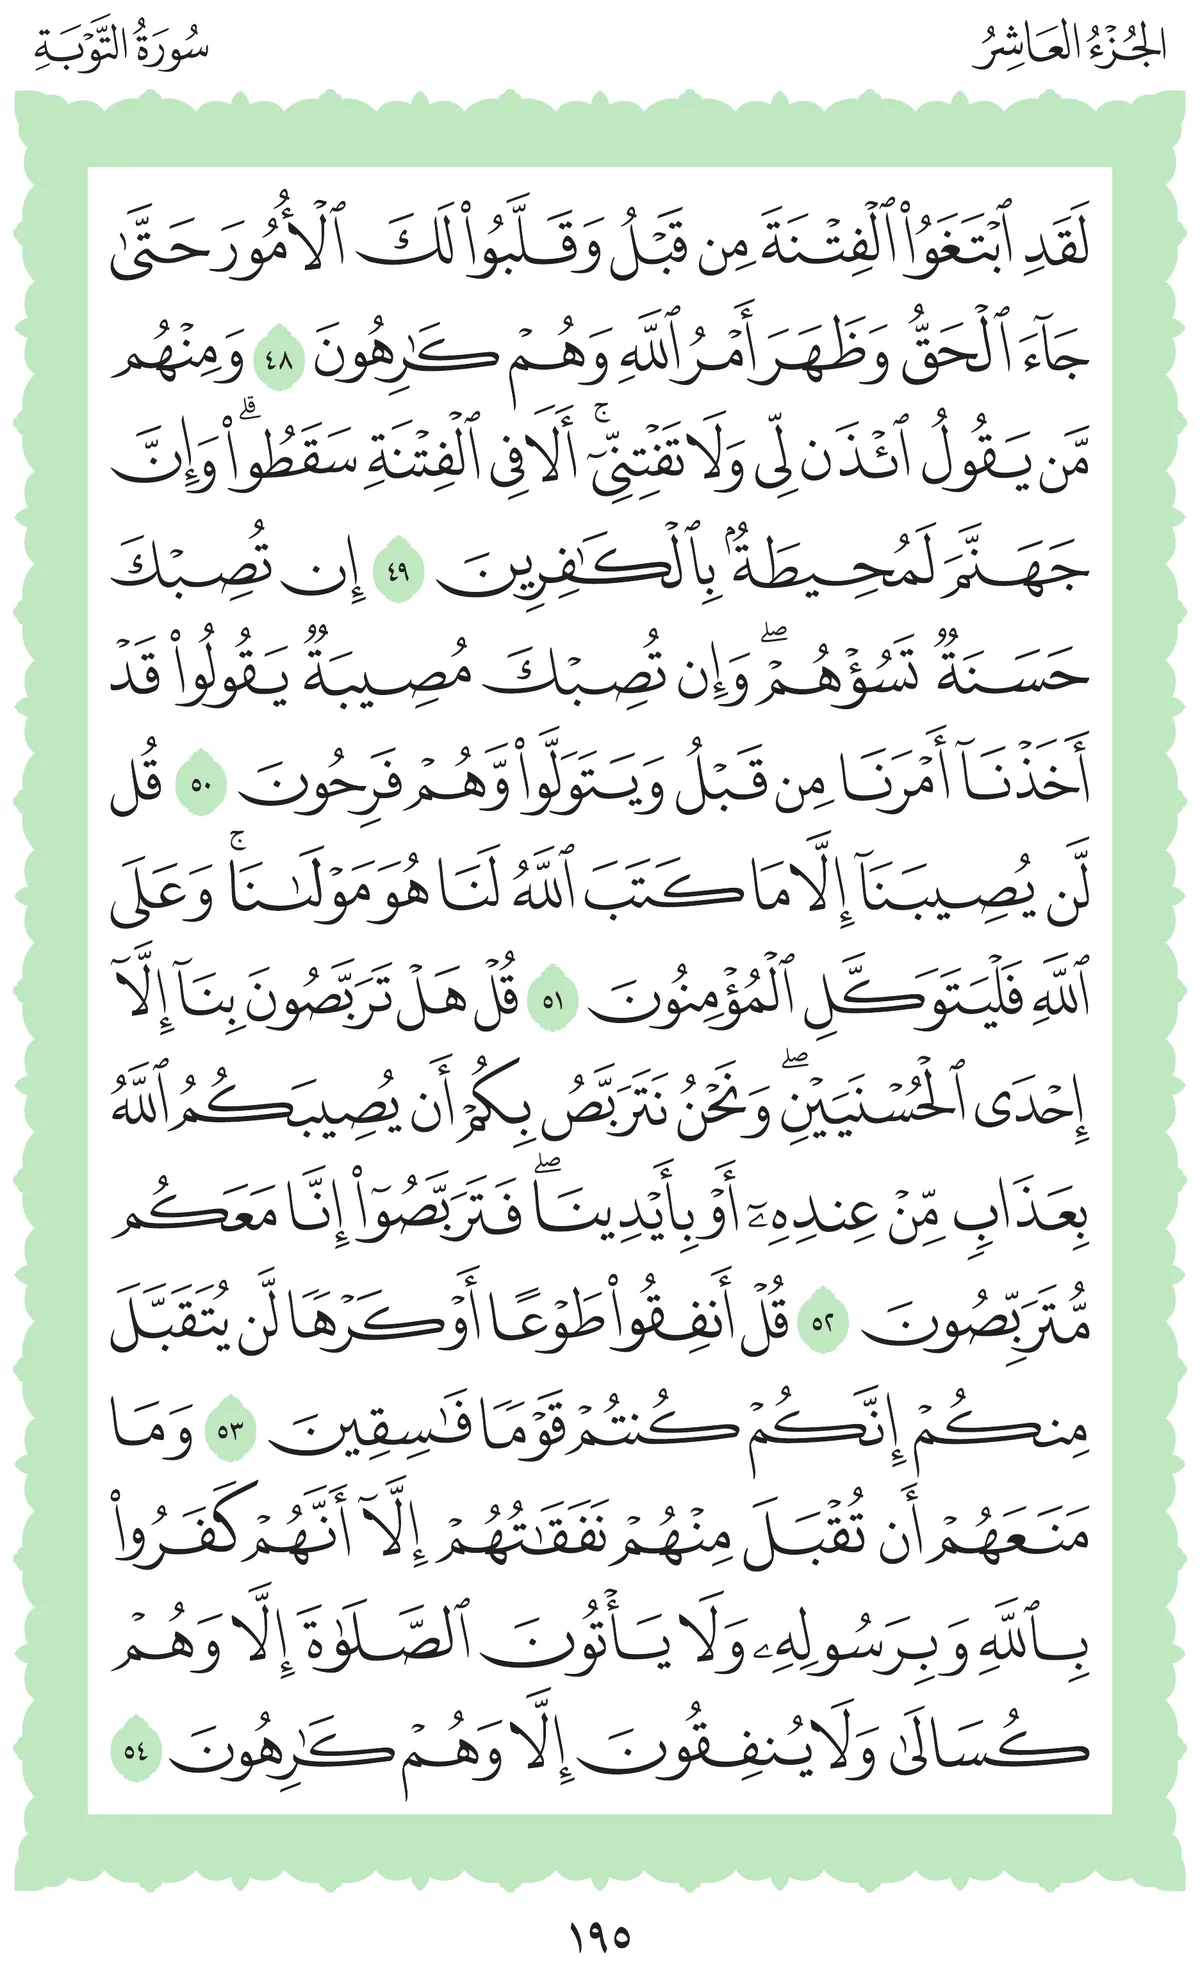 الجُزْءُ العَاشِرُ
سُورَةُ التَّوْبَةِ
لَقَدِ ٱبْتَغَوُا۟ ٱلْفِتْنَةَ مِن قَبْلُ وَقَلَّبُوا۟ لَكَ ٱلْأُمُورَ حَتَّىٰ
جَآءَ ٱلْحَقُّ وَظَهَرَ أَمْرُ ٱللَّهِ وَهُمْ كَـٰرِهُونَ ٤٨ وَمِنْهُم
مَّن يَقُولُ ٱئْذَن لِّى وَلَا تَفْتِنِّىٓ ۚ أَلَا فِى ٱلْفِتْنَةِ سَقَطُوا۟ ۗ وَإِنَّ
جَهَنَّمَ لَمُحِيطَةٌۢ بِٱلْكَـٰفِرِينَ ٤٩ إِن تُصِبْكَ
حَسَنَةٌ تَسُؤْهُمْ ۖ وَإِن تُصِبْكَ مُصِيبَةٌ يَقُولُوا۟ قَدْ
أَخَذْنَآ أَمْرَنَا مِن قَبْلُ وَيَتَوَلَّوا۟ وَّهُمْ فَرِحُونَ ٥٠ قُل
لَّن يُصِيبَنَآ إِلَّا مَا كَتَبَ ٱللَّهُ لَنَا هُوَ مَوْلَىٰنَا ۚ وَعَلَى
ٱللَّهِ فَلْيَتَوَكَّلِ ٱلْمُؤْمِنُونَ ٥١ قُلْ هَلْ تَرَبَّصُونَ بِنَآ إِلَّآ
إِحْدَى ٱلْحُسْنَيَيْنِ ۖ وَنَحْنُ نَتَرَبَّصُ بِكُمْ أَن يُصِيبَكُمُ ٱللَّهُ
بِعَذَابٍ مِّنْ عِندِهِۦٓ أَوْ بِأَيْدِينَا ۖ فَتَرَبَّصُوٓا۟ إِنَّا مَعَكُم
مُّتَرَبِّصُونَ ٥٢ قُلْ أَنفِقُوا۟ طَوْعًا أَوْ كَرْهًا لَّن يُتَقَبَّلَ
مِنكُمْ إِنَّكُمْ كُنتُمْ قَوْمًا فَـٰسِقِينَ ٥٣ وَمَا
مَنَعَهُمْ أَن تُقْبَلَ مِنْهُمْ نَفَقَـٰتُهُمْ إِلَّآ أَنَّهُمْ كَفَرُوا۟
بِٱللَّهِ وَبِرَسُولِهِۦ وَلَا يَأْتُونَ ٱلصَّلَوٰةَ إِلَّا وَهُمْ
كُسَالَىٰ وَلَا يُنفِقُونَ إِلَّا وَهُمْ كَـٰرِهُونَ ٥٤
١٩٥